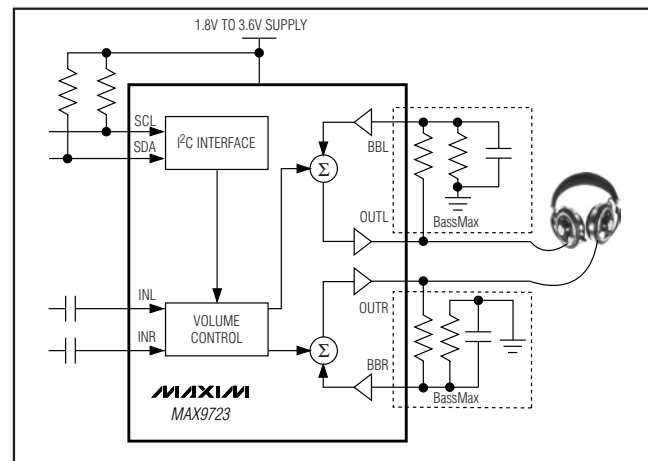 1.8V TO 3.6V SUPPLY
SCL
SDA
I²C INTERFACE
BBL
Σ
OUTL
BassMax
INL
INR
VOLUME
CONTROL
OUTR
Σ
BBR
BassMax
MAXIM
MAX9723